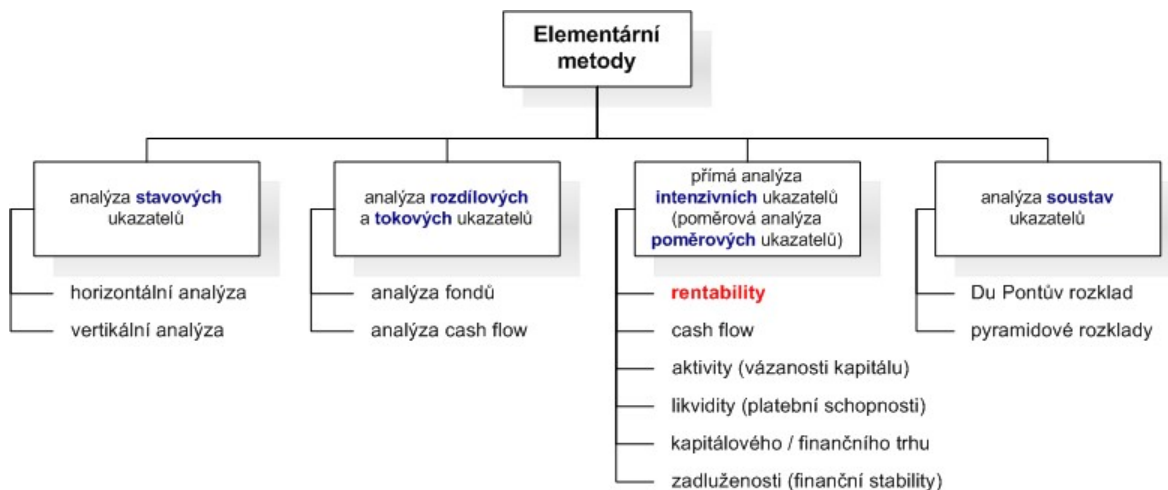 Elementární
metody
analýza stavových
ukazatelů
horizontální analýza
vertikální analýza
analýza rozdílových
a tokových ukazatelů
analýza fondů
analýza cash flow
přímá analýza
intenzivních ukazatelů
(poměrová analýza
poměrových ukazatelů)
rentability
cash flow
aktivity (vázanosti kapitálu)
likvidity (platební schopnosti)
kapitálového / finančního trhu
zadluženosti (finanční stability)
analýza soustav
ukazatelů
Du Pontův rozklad
pyramidové rozklady